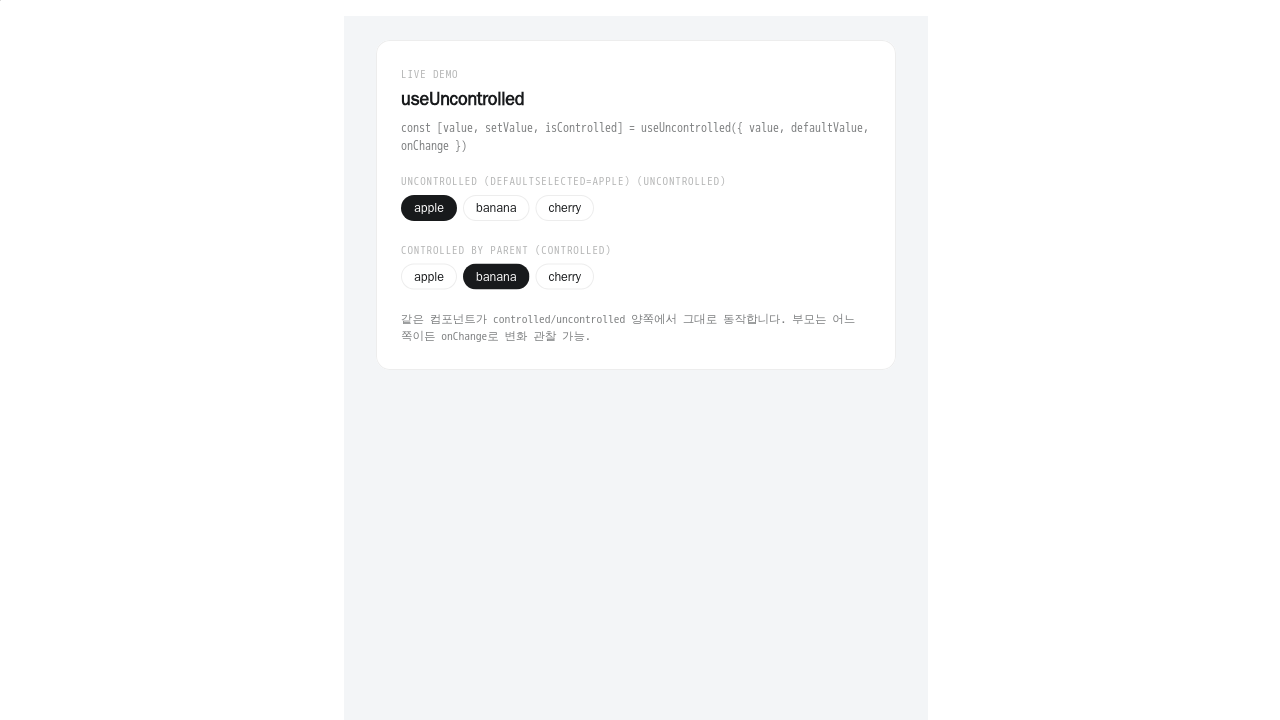 LIVE DEMO
useUncontrolled
const [value, setValue, isControlled] = useUncontrolled({ value, defaultValue,
onChange })
UNCONTROLLED (DEFAULTSELECTED=APPLE) (UNCONTROLLED)
apple banana cherry
CONTROLLED BY PARENT (CONTROLLED)
apple banana cherry
같은 컴포넌트가 controlled/uncontrolled 양쪽에서 그대로 동작합니다. 부모는 어느
쪽이든 onChange로 변화 관찰 가능.